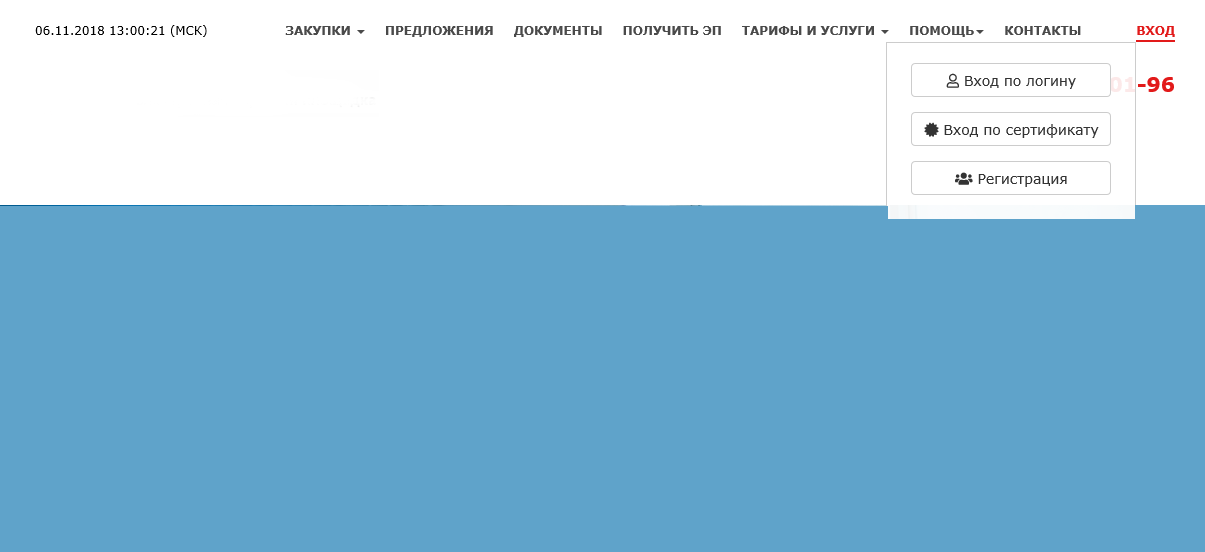 06.11.2018 13:00:21 (МСК) ЗАКУПКИ ПРЕДЛОЖЕНИЯ ДОКУМЕНТЫ ПОЛУЧИТЬ ЭП ТАРИФЫ И УСЛУГИ ПОМОЩЬ КОНТАКТЫ ВХОД
Вход по логину
01-96
Вход по сертификату
Регистрация